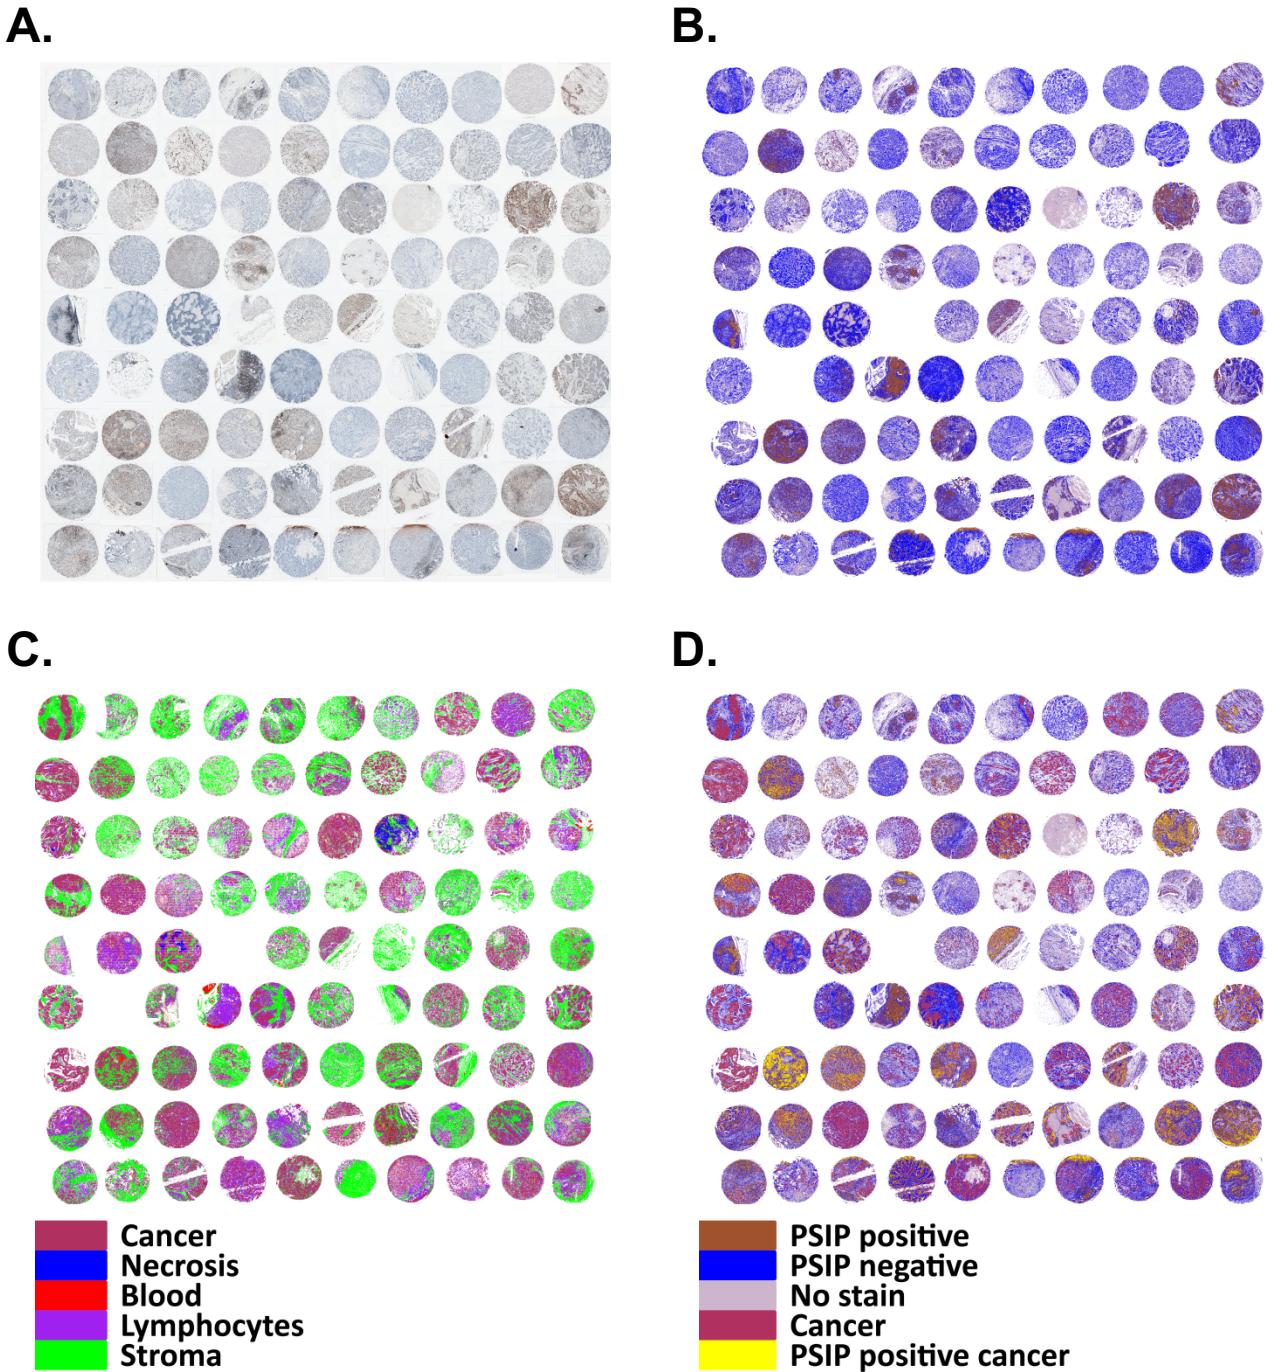 A.
B.
C.
D.
Cancer
Necrosis
Blood
Lymphocytes
Stroma
PSIP positive
PSIP negative
No stain
Cancer
PSIP positive cancer